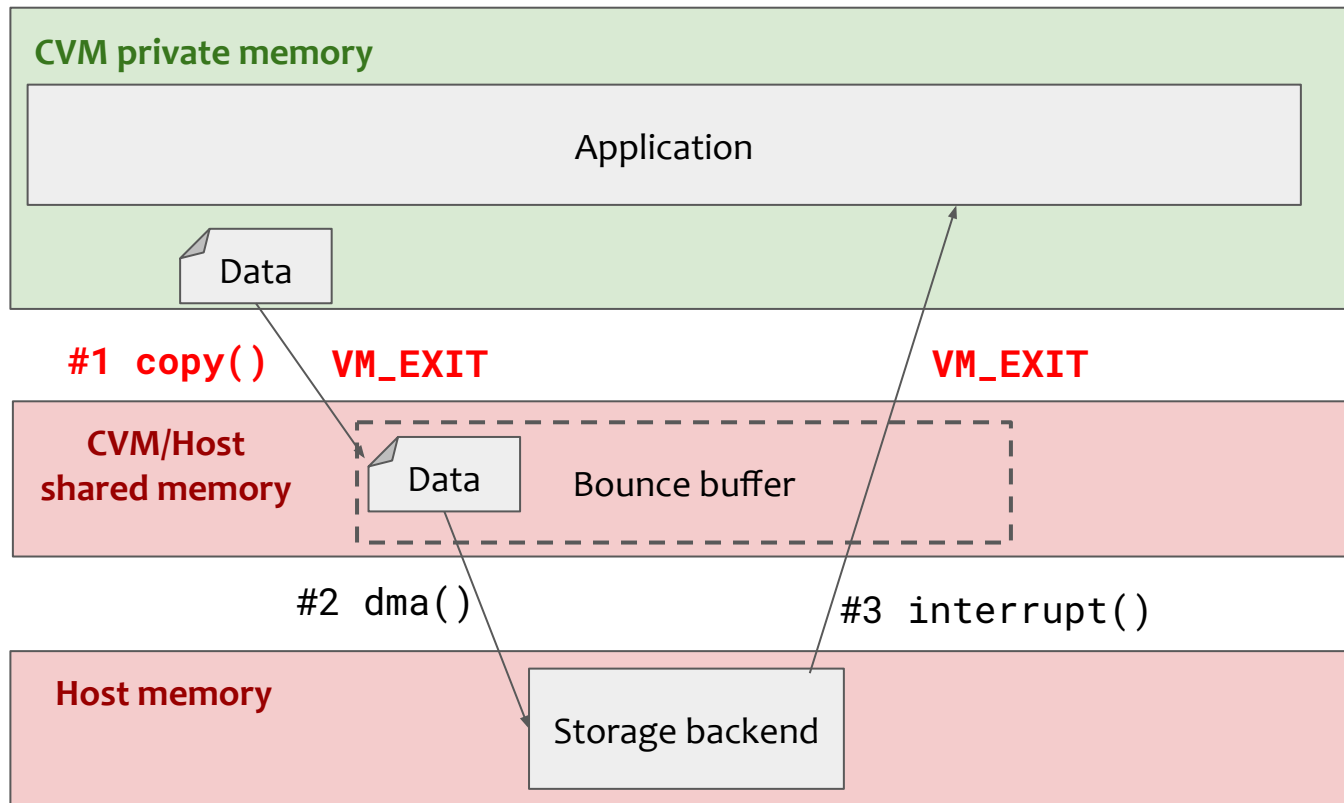 CVM private memory
Application
Data
#1 copy()
VM_EXIT
VM_EXIT
CVM/Host
shared memory
Data
Bounce buffer
#2 dma()
#3 interrupt()
Host memory
Storage backend